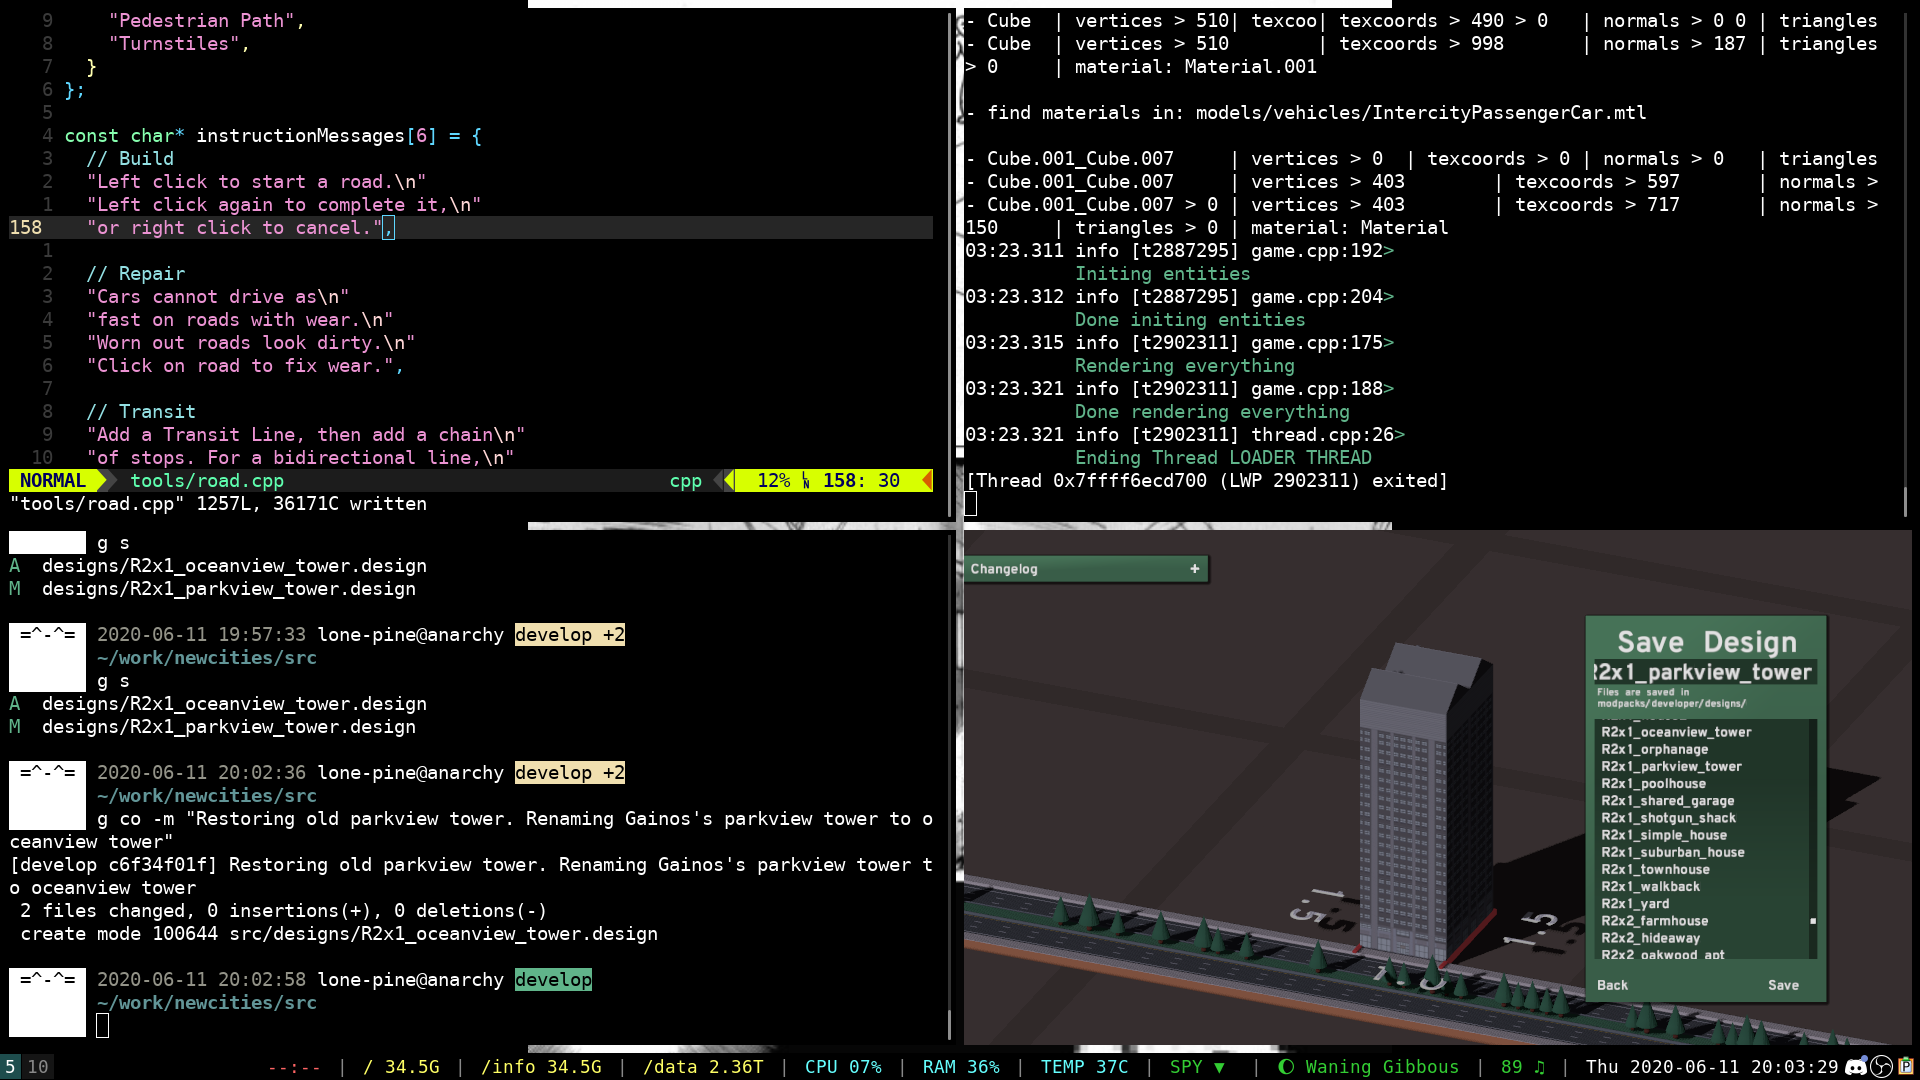 9     "Pedestrian Path",
8     "Turnstiles",
7   }
6 };
5
4 const char* instructionMessages[6] = {
3   // Build
2   "Left click to start a road.\n"
1   "Left click again to complete it,\n"
158   "or right click to cancel.",
1
2   // Repair
3   "Cars cannot drive as\n"
4   "fast on roads with wear.\n"
5   "Worn out roads look dirty.\n"
6   "Click on road to fix wear.",
7
8   // Transit
9   "Add a Transit Line, then add a chain\n"
10   "of stops. For a bidirectional line,\n"
NORMAL tools/road.cpp cpp 12% 158: 30
"tools/road.cpp" 1257L, 36171C written
- Cube | vertices > 510| texcoo| texcoords > 490 > 0 | normals > 0 0 | triangles
- Cube | vertices > 510 | texcoords > 998 | normals > 187 | triangles
> 0 | material: Material.001
- find materials in: models/vehicles/IntercityPassengerCar.mtl
- Cube.001_Cube.007 | vertices > 0 | texcoords > 0 | normals > 0 | triangles
- Cube.001_Cube.007 | vertices > 403 | texcoords > 597 | normals >
- Cube.001_Cube.007 > 0 | vertices > 403 | texcoords > 717 | normals >
150 | triangles > 0 | material: Material
03:23.311 info [t2887295] game.cpp:192>
Initing entities
03:23.312 info [t2887295] game.cpp:204>
Done initing entities
03:23.315 info [t2902311] game.cpp:175>
Rendering everything
03:23.321 info [t2902311] game.cpp:188>
Done rendering everything
03:23.321 info [t2902311] thread.cpp:26>
Ending Thread LOADER THREAD
[Thread 0x7ffff6ecd700 (LWP 2902311) exited]
g s
A  designs/R2x1_oceanview_tower.design
M  designs/R2x1_parkview_tower.design
=^-^= 2020-06-11 19:57:33 lone-pine@anarchy develop +2
~/work/newcities/src
g s
A  designs/R2x1_oceanview_tower.design
M  designs/R2x1_parkview_tower.design
=^-^= 2020-06-11 20:02:36 lone-pine@anarchy develop +2
~/work/newcities/src
g co -m "Restoring old parkview tower. Renaming Gainos's parkview tower to o
ceanview tower"
[develop c6f34f01f] Restoring old parkview tower. Renaming Gainos's parkview tower t
o oceanview tower
2 files changed, 0 insertions(+), 0 deletions(-)
create mode 100644 src/designs/R2x1_oceanview_tower.design
=^-^= 2020-06-11 20:02:58 lone-pine@anarchy develop
~/work/newcities/src
Changelog +
Save Design
R2x1_parkview_tower
Files are saved in
modpacks/developer/designs/
R2x1_oceanview_tower
R2x1_orphanage
R2x1_parkview_tower
R2x1_poolhouse
R2x1_shared_garage
R2x1_shotgun_shack
R2x1_simple_house
R2x1_suburban_house
R2x1_townhouse
R2x1_walkback
R2x1_yard
R2x2_farmhouse
R2x2_hideaway
R2x2_oakwood_apt
Back Save
5 10 --:-- | / 34.5G | /info 34.5G | /data 2.36T | CPU 07% | RAM 36% | TEMP 37C | SPY ▼ | Waning Gibbous | 89 ♫ | Thu 2020-06-11 20:03:29